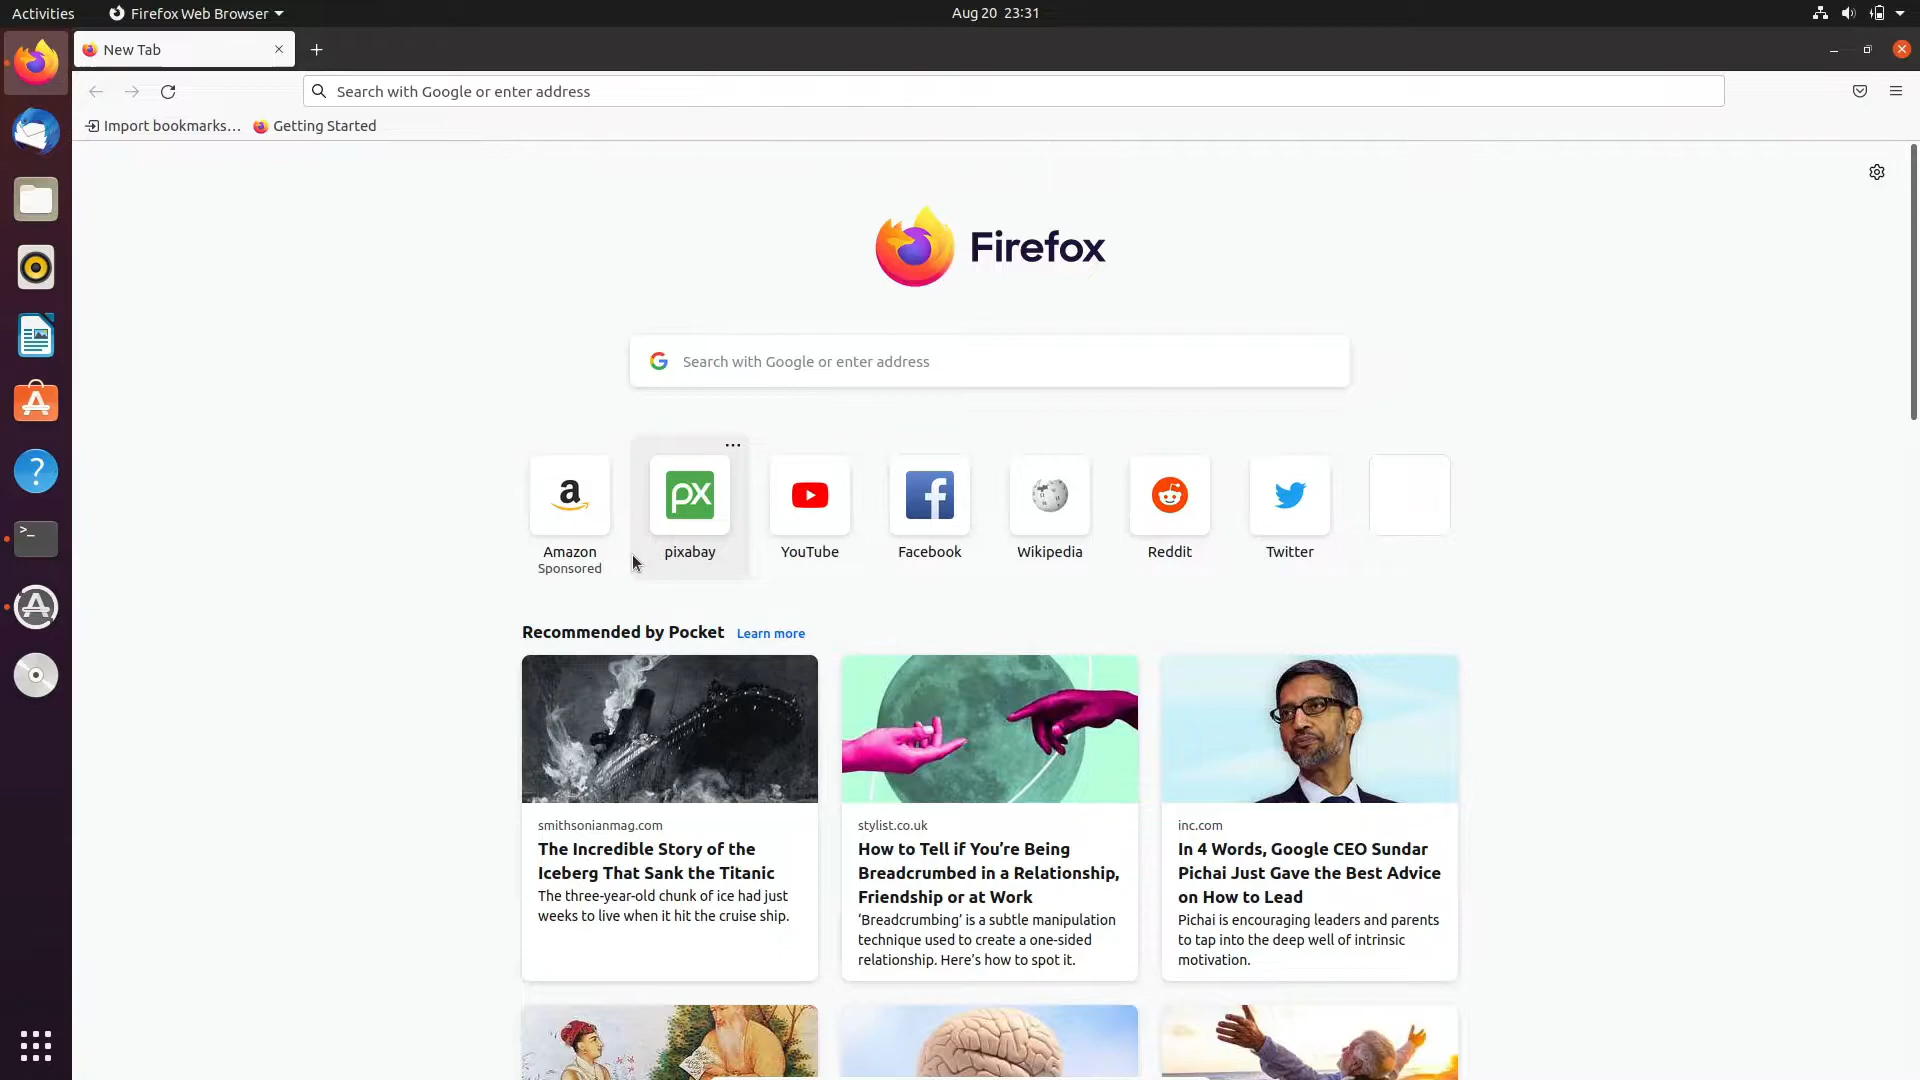 Activities
Firefox Web Browser
Aug 20 23:31
New Tab
Search with Google or enter address
Import bookmarks...
Getting Started
Firefox
Search with Google or enter address
a
px
Amazon
pixabay
YouTube
Facebook
Wikipedia
Reddit
Twitter
Sponsored
Recommended by Pocket
Learn more
smithsonianmag.com
The Incredible Story of the
Iceberg That Sank the Titanic
The three-year-old chunk of ice had just
weeks to live when it hit the cruise ship.
stylist.co.uk
How to Tell if You’re Being
Breadcrumbed in a Relationship,
Friendship or at Work
‘Breadcrumbing’ is a subtle manipulation
technique used to create a one-sided
relationship. Here’s how to spot it.
inc.com
In 4 Words, Google CEO Sundar
Pichai Just Gave the Best Advice
on How to Lead
Pichai is encouraging leaders and parents
to tap into the deep well of intrinsic
motivation.